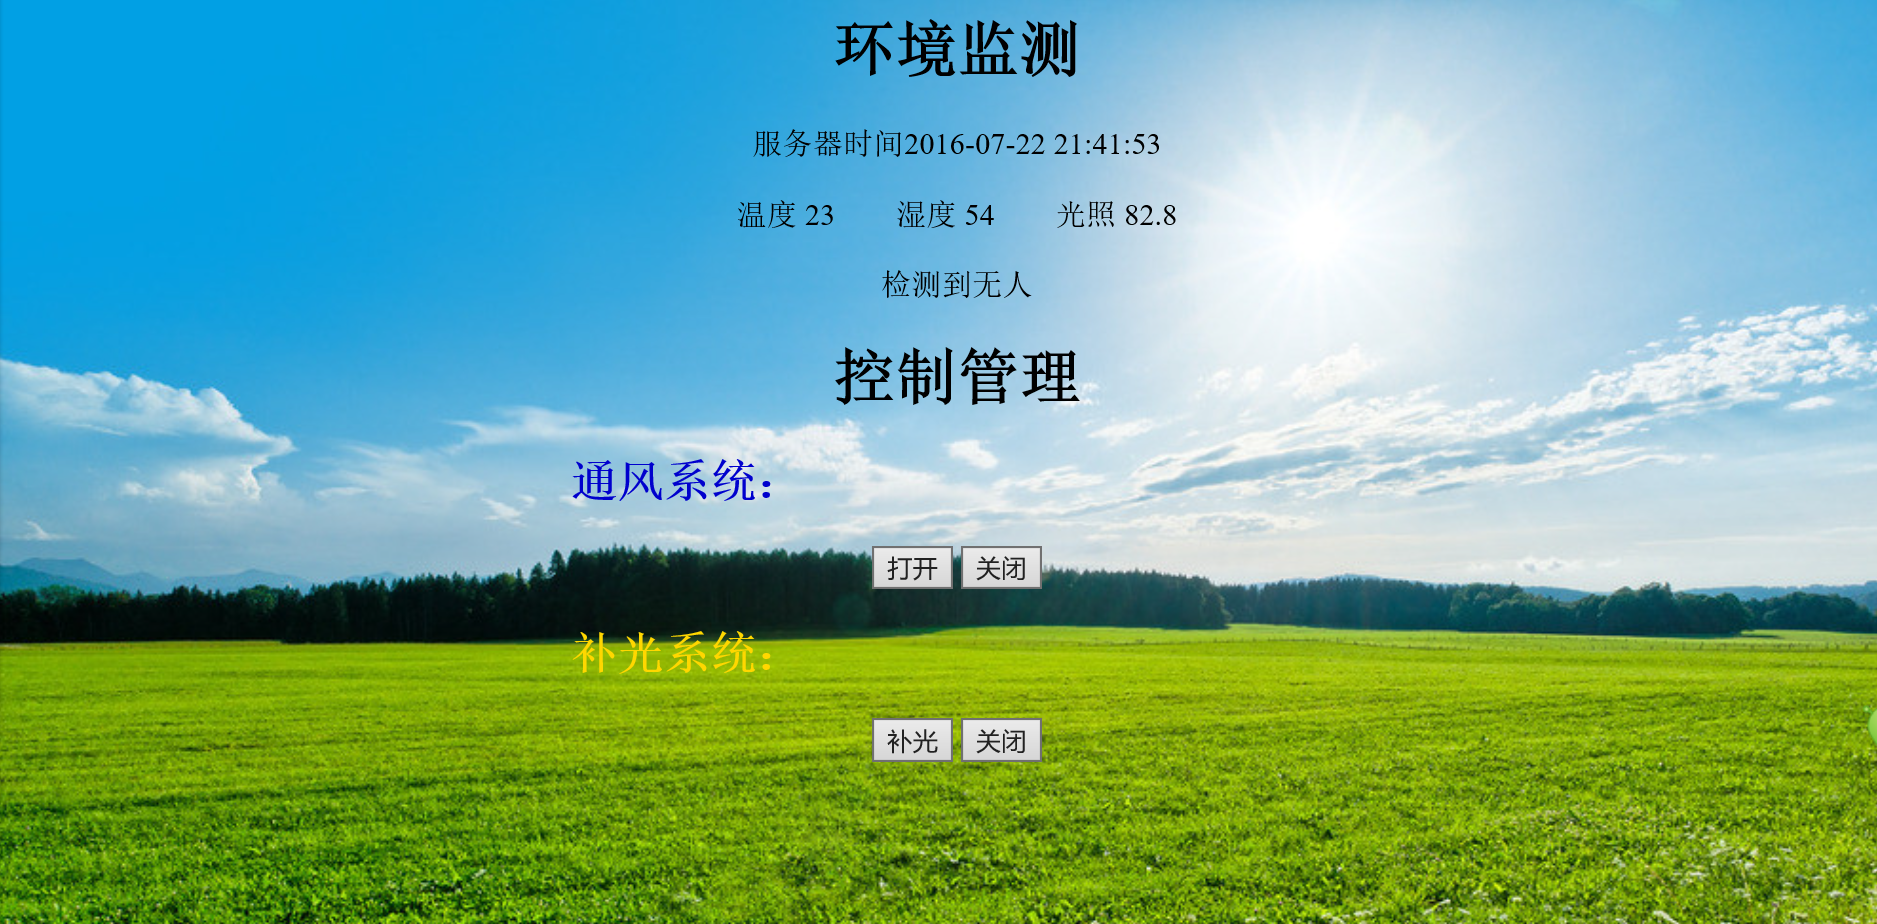 环境监测
服务器时间2016-07-22 21:41:53
温度 23 湿度 54 光照 82.8
检测到无人
控制管理
通风系统：
打开 关闭
补光系统：
补光 关闭